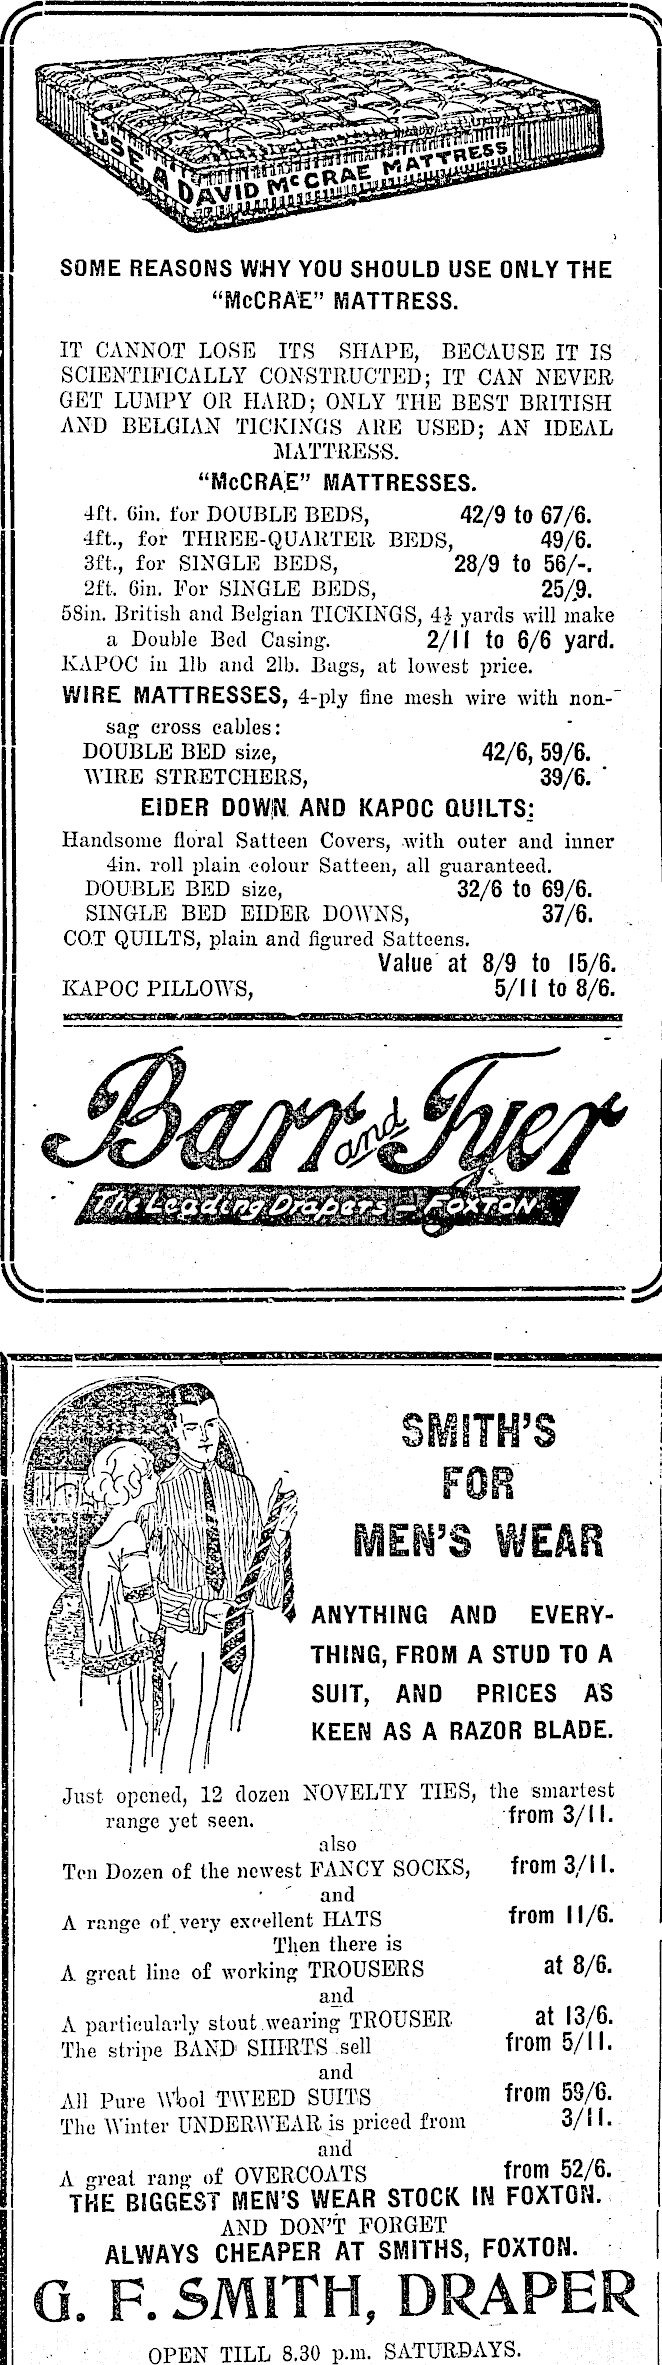 USE A DAVID McCRAE MATTRESS
SOME REASONS WHY YOU SHOULD USE ONLY THE
“McCRAE” MATTRESS.
IT CANNOT LOSE ITS SHAPE, BECAUSE IT IS
SCIENTIFICALLY CONSTRUCTED; IT CAN NEVER
GET LUMPY OR HARD; ONLY THE BEST BRITISH
AND BELGIAN TICKINGS ARE USED; AN IDEAL
MATTRESS.
“McCRAE” MATTRESSES.
4ft. 6in. for DOUBLE BEDS, 42/9 to 67/6.
4ft., for THREE-QUARTER BEDS, 49/6.
3ft., for SINGLE BEDS, 28/9 to 56/-.
2ft. 6in. For SINGLE BEDS, 25/9.
58in. British and Belgian TICKINGS, 4½ yards will make
a Double Bed Casing. 2/11 to 6/6 yard.
KAPOC in 1lb and 2lb. Bags, at lowest price.
WIRE MATTRESSES, 4-ply fine mesh wire with non-
sag cross cables:
DOUBLE BED size, 42/6, 59/6.
WIRE STRETCHERS, 39/6.
EIDER DOWN AND KAPOC QUILTS:
Handsome floral Satteen Covers, with outer and inner
4in. roll plain colour Satteen, all guaranteed.
DOUBLE BED size, 32/6 to 69/6.
SINGLE BED EIDER DOWNS, 37/6.
COT QUILTS, plain and figured Satteens.
Value at 8/9 to 15/6.
KAPOC PILLOWS, 5/11 to 8/6.
Barr and Tyer
The Leading Drapers — FOXTON.
SMITH'S
FOR
MEN'S WEAR
ANYTHING AND EVERY-
THING, FROM A STUD TO A
SUIT, AND PRICES AS
KEEN AS A RAZOR BLADE.
Just opened, 12 dozen NOVELTY TIES, the smartest
range yet seen. from 3/11.
also
Ten Dozen of the newest FANCY SOCKS, from 3/11.
and
A range of very excellent HATS from 11/6.
Then there is
A great line of working TROUSERS at 8/6.
and
A particularly stout wearing TROUSER at 13/6.
The stripe BAND SHIRTS sell from 5/11.
and
All Pure Wool TWEED SUITS from 59/6.
The Winter UNDERWEAR is priced from 3/11.
and
A great rang of OVERCOATS from 52/6.
THE BIGGEST MEN'S WEAR STOCK IN FOXTON.
AND DON'T FORGET
ALWAYS CHEAPER AT SMITHS, FOXTON.
G. F. SMITH, DRAPER
OPEN TILL 8.30 p.m. SATURDAYS.